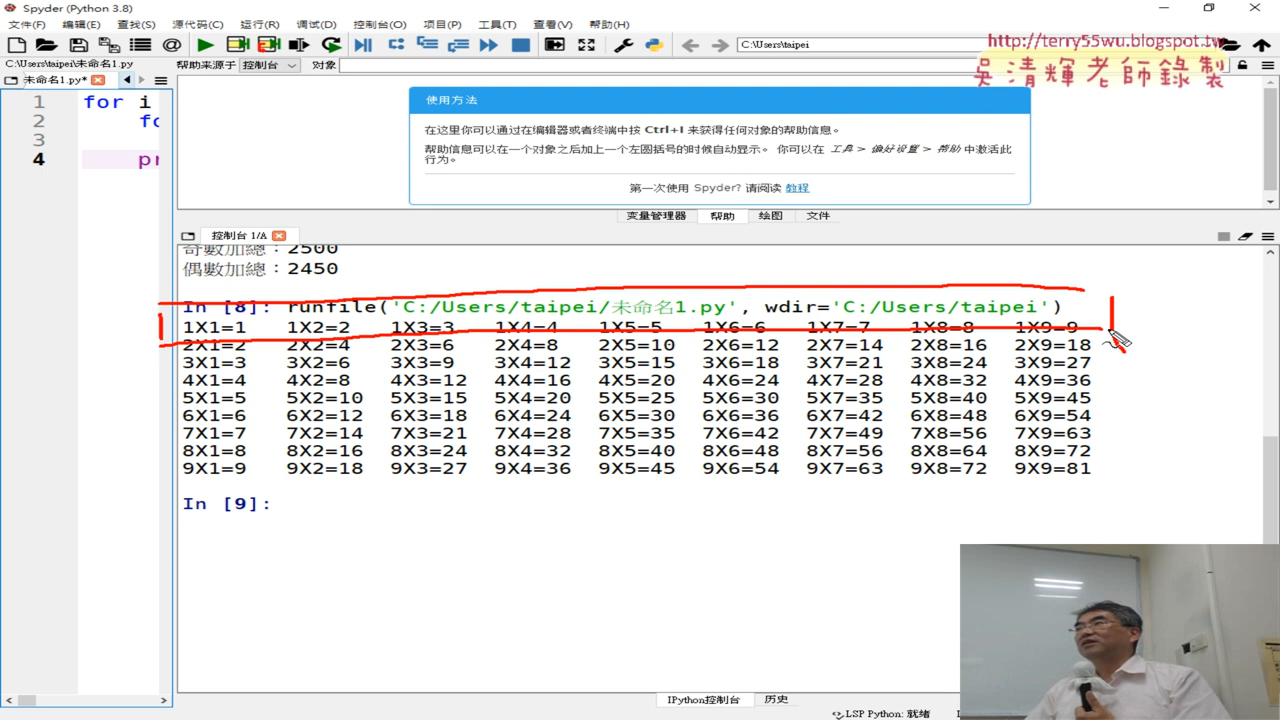 Spyder (Python 3.8)
文件(F) 编辑(E) 查找(S) 源代码(C) 运行(R) 调试(D) 控制台(O) 项目(P) 工具(T) 查看(V) 帮助(H)
C:\Users\taipei
http://terry55wu.blogspot.tw
吳清輝老師錄製
C:\Users\taipei\未命名1.py
帮助来源于 控制台 对象
未命名1.py*
1 for i
2 fo
3
4 pr
使用方法
在这里你可以通过在编辑器或者终端中按 Ctrl+I 来获得任何对象的帮助信息。
帮助信息可以在一个对象之后加上一个左圆括号的时候自动显示。 你可以在 工具 > 偏好设置 > 帮助 中激活此
行为。
第一次使用 Spyder? 请阅读 教程
变量管理器 帮助 绘图 文件
控制台 1/A
奇數加總：2500
偶數加總：2450
In [8]: runfile('C:/Users/taipei/未命名1.py', wdir='C:/Users/taipei')
1X1=1 1X2=2 1X3=3 1X4=4 1X5=5 1X6=6 1X7=7 1X8=8 1X9=9
2X1=2 2X2=4 2X3=6 2X4=8 2X5=10 2X6=12 2X7=14 2X8=16 2X9=18
3X1=3 3X2=6 3X3=9 3X4=12 3X5=15 3X6=18 3X7=21 3X8=24 3X9=27
4X1=4 4X2=8 4X3=12 4X4=16 4X5=20 4X6=24 4X7=28 4X8=32 4X9=36
5X1=5 5X2=10 5X3=15 5X4=20 5X5=25 5X6=30 5X7=35 5X8=40 5X9=45
6X1=6 6X2=12 6X3=18 6X4=24 6X5=30 6X6=36 6X7=42 6X8=48 6X9=54
7X1=7 7X2=14 7X3=21 7X4=28 7X5=35 7X6=42 7X7=49 7X8=56 7X9=63
8X1=8 8X2=16 8X3=24 8X4=32 8X5=40 8X6=48 8X7=56 8X8=64 8X9=72
9X1=9 9X2=18 9X3=27 9X4=36 9X5=45 9X6=54 9X7=63 9X8=72 9X9=81
In [9]:
IPython控制台 历史
LSP Python: 就绪